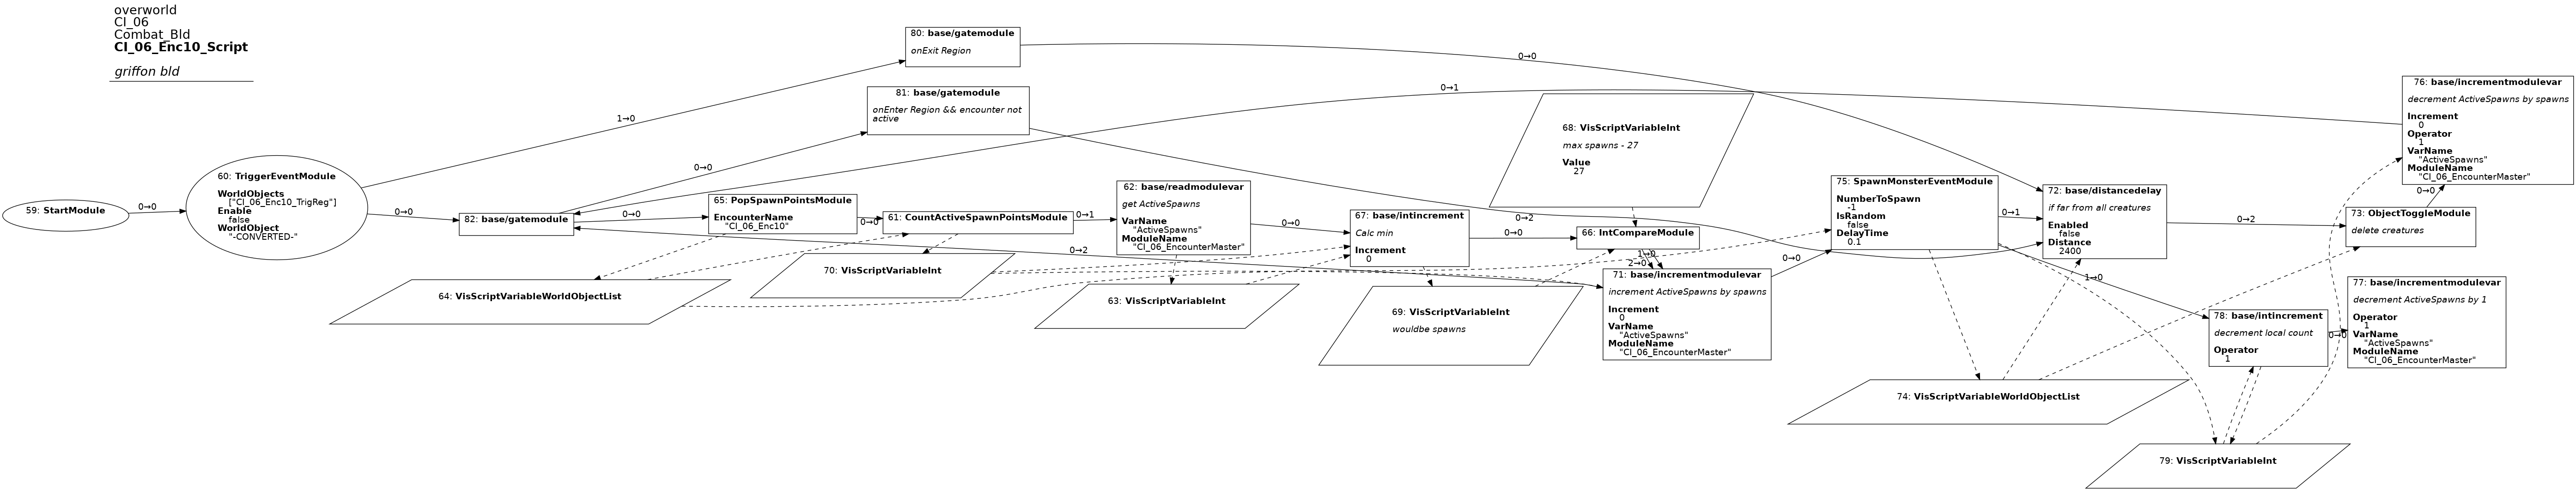 overworld
CI_06
Combat_Bld
CI_06_Enc10_Script
griffon bld
59: StartModule
0→0
60: TriggerEventModule
WorldObjects
["CI_06_Enc10_TrigReg"]
Enable
false
WorldObject
"-CONVERTED-"
1→0
0→0
80: base/gatemodule
onExit Region
0→0
81: base/gatemodule
onEnter Region && encounter not
active
0→0
82: base/gatemodule
0→0
65: PopSpawnPointsModule
EncounterName
"CI_06_Enc10"
0→0
61: CountActiveSpawnPointsModule
0→1
64: VisScriptVariableWorldObjectList
70: VisScriptVariableInt
62: base/readmodulevar
get ActiveSpawns
VarName
"ActiveSpawns"
ModuleName
"CI_06_EncounterMaster"
0→0
0→2
63: VisScriptVariableInt
67: base/intincrement
Calc min
Increment
0
0→0
69: VisScriptVariableInt
wouldbe spawns
0→1
0→2
68: VisScriptVariableInt
max spawns - 27
Value
27
66: IntCompareModule
1→0
2→0
71: base/incrementmodulevar
increment ActiveSpawns by spawns
Increment
0
VarName
"ActiveSpawns"
ModuleName
"CI_06_EncounterMaster"
0→0
75: SpawnMonsterEventModule
NumberToSpawn
-1
IsRandom
false
DelayTime
0.1
0→1
1→0
72: base/distancedelay
if far from all creatures
Enabled
false
Distance
2400
0→2
74: VisScriptVariableWorldObjectList
79: VisScriptVariableInt
78: base/intincrement
decrement local count
Operator
1
0→0
76: base/incrementmodulevar
decrement ActiveSpawns by spawns
Increment
0
Operator
1
VarName
"ActiveSpawns"
ModuleName
"CI_06_EncounterMaster"
0→0
73: ObjectToggleModule
delete creatures
77: base/incrementmodulevar
decrement ActiveSpawns by 1
Operator
1
VarName
"ActiveSpawns"
ModuleName
"CI_06_EncounterMaster"